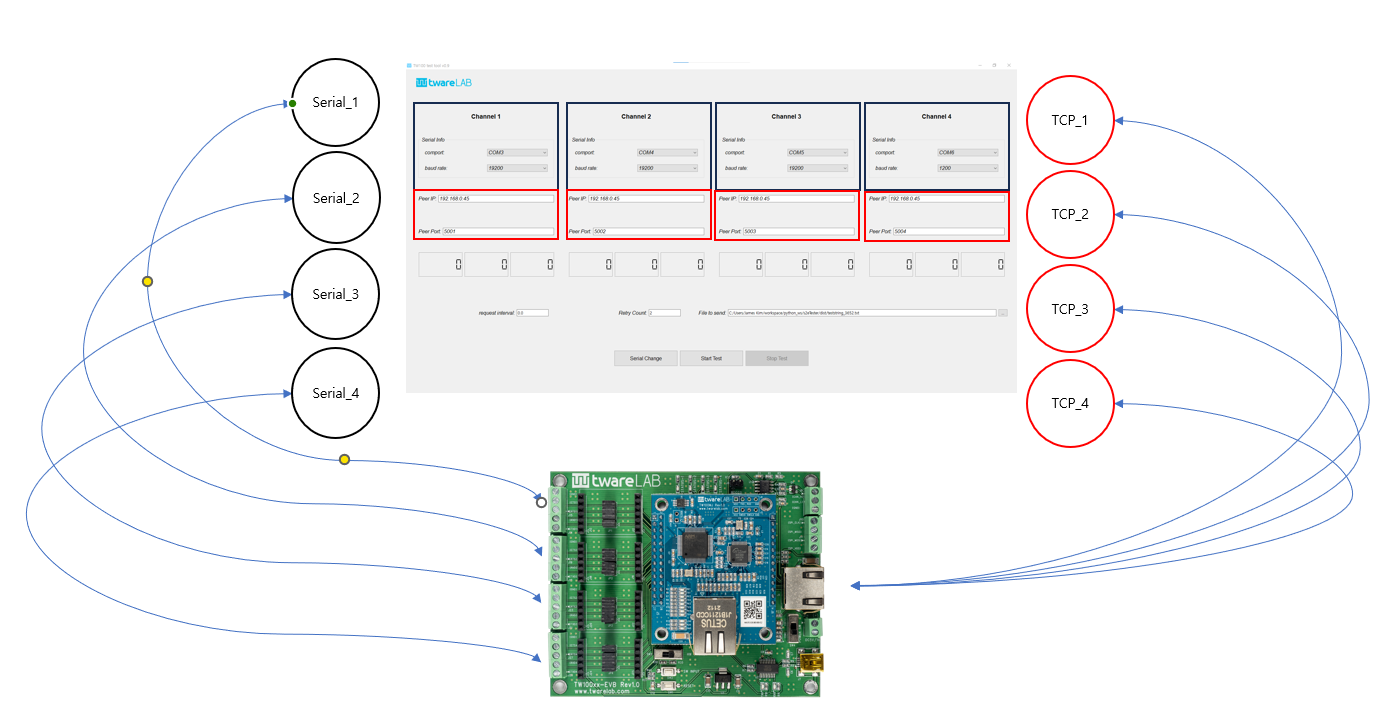 Serial_1
Serial_2
Serial_3
Serial_4
twareLAB
Channel 1
Serial Info
comport:
COM3
baud rate:
19200
Peer IP:
192.168.0.45
Peer Port:
5001
0
0
0
Channel 2
Serial Info
comport:
COM4
baud rate:
19200
Peer IP:
192.168.0.45
Peer Port:
5002
0
0
0
Channel 3
Serial Info
comport:
COM5
baud rate:
19200
Peer IP:
192.168.0.45
Peer Port:
5003
0
0
0
Channel 4
Serial Info
comport:
COM6
baud rate:
1200
Peer IP:
192.168.0.45
Peer Port:
5004
0
0
0
request interval:
0.0
Retry Count:
File to send:
Serial Change
Start Test
Stop Test
TCP_1
TCP_2
TCP_3
TCP_4
twareLAB
twareLAB
www.twarelab.com
CETUS
J1B1211CCD
2112
TW100xx-EVB Rev1.0
www.twarelab.com